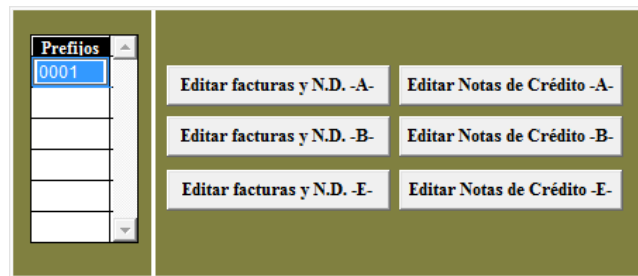 Prefijos
0001
Editar facturas y N.D. -A-
Editar Notas de Crédito -A-
Editar facturas y N.D. -B-
Editar Notas de Crédito -B-
Editar facturas y N.D. -E-
Editar Notas de Crédito -E-